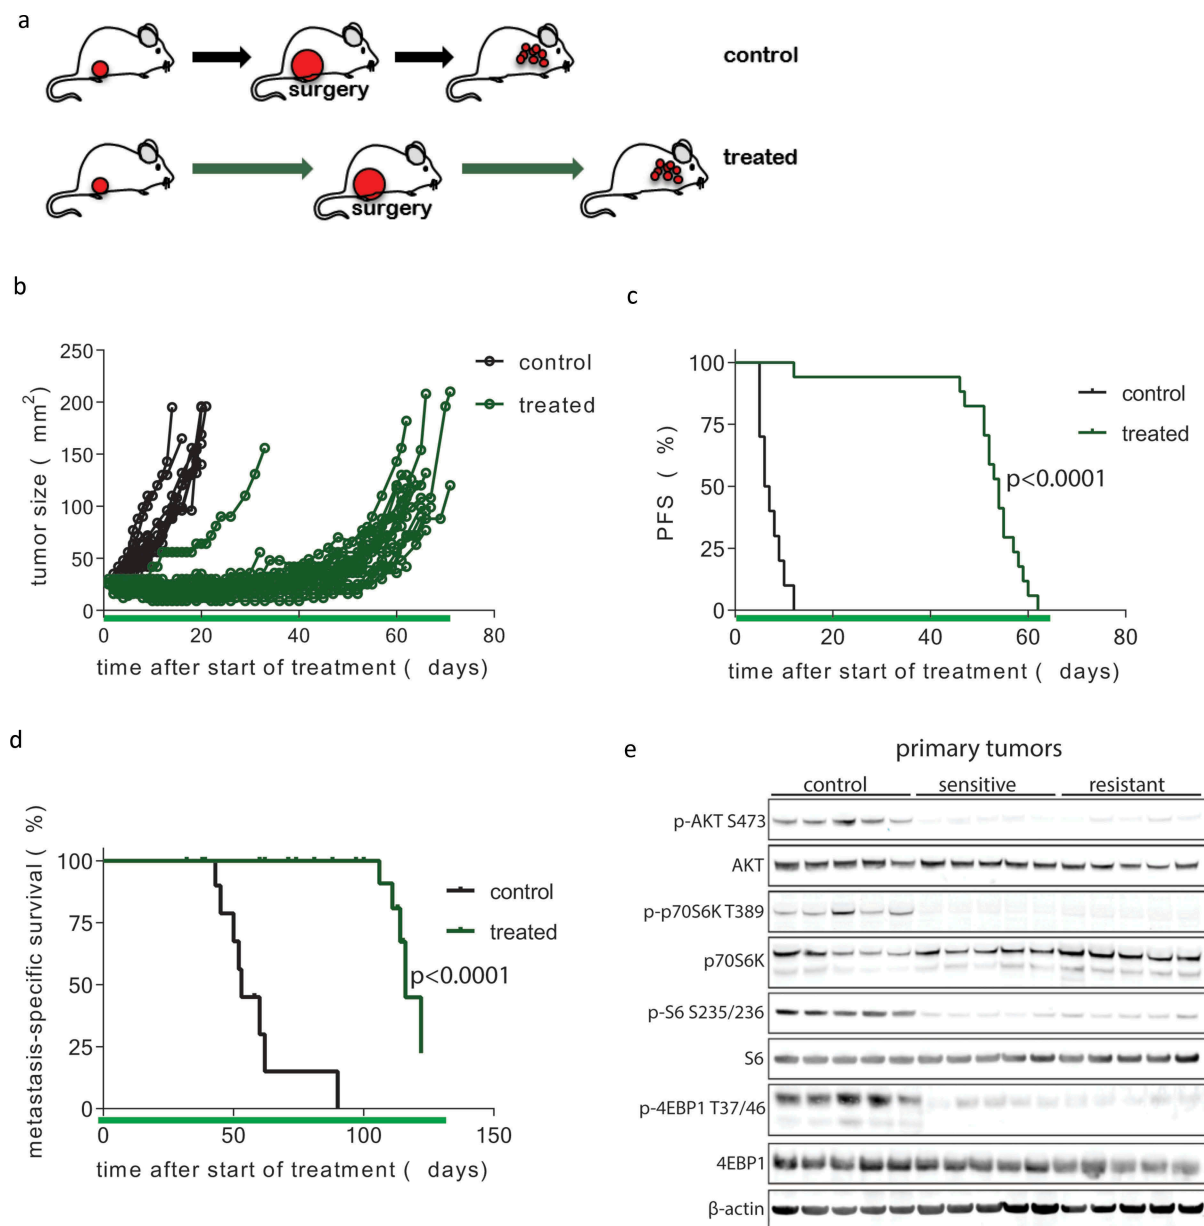 a
control
surgery
treated
surgery
b
250
200
150
100
50
0
0 20 40 60 80
tumor size ( mm2)
time after start of treatment ( days)
control
treated
c
100
75
50
25
0
0 20 40 60 80
PFS ( %)
time after start of treatment ( days)
control
treated
p<0.0001
d
100
75
50
25
0
0 50 100 150
metastasis-specific survival ( %)
time after start of treatment ( days)
control
treated
p<0.0001
e
primary tumors
control sensitive resistant
p-AKT S473
AKT
p-p70S6K T389
p70S6K
p-S6 S235/236
S6
p-4EBP1 T37/46
4EBP1
β-actin